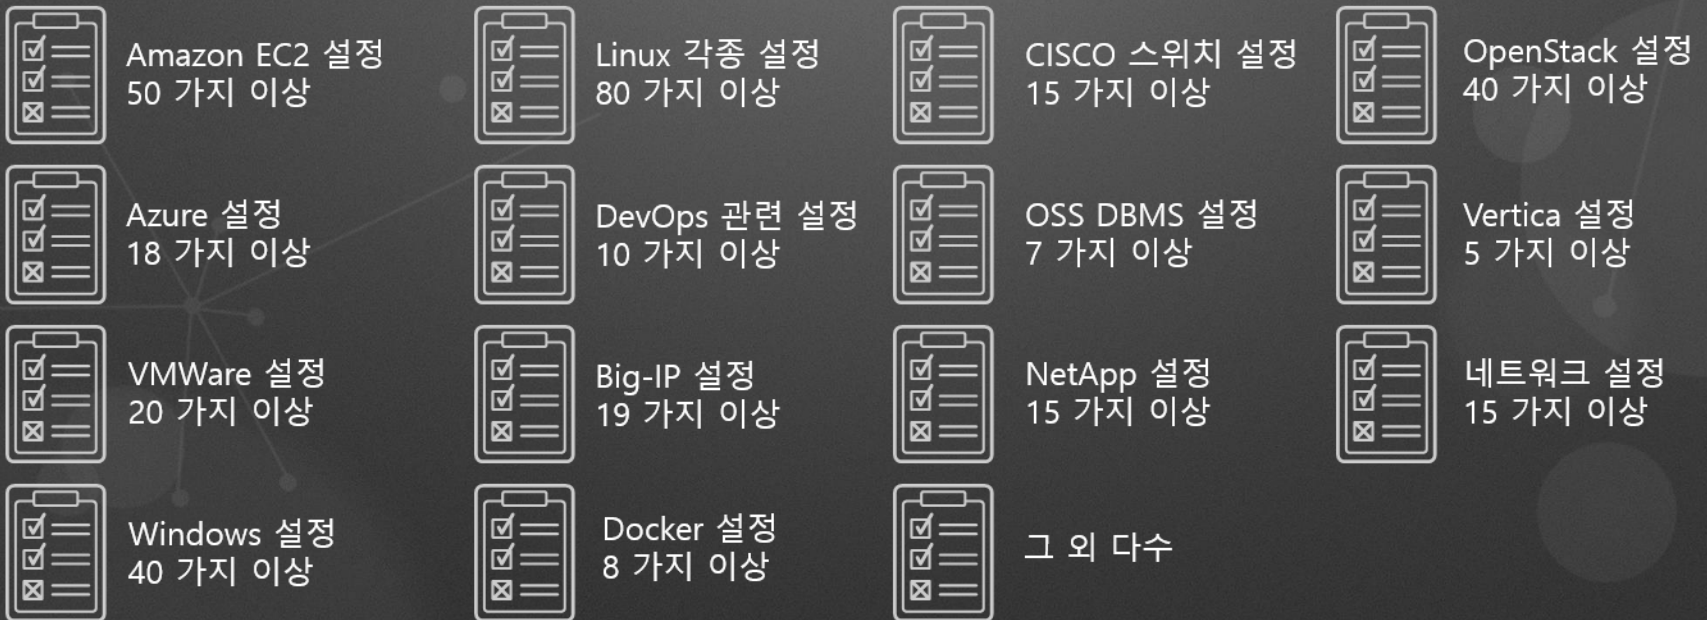 Amazon EC2 설정
50 가지 이상
Linux 각종 설정
80 가지 이상
CISCO 스위치 설정
15 가지 이상
OpenStack 설정
40 가지 이상
Azure 설정
18 가지 이상
DevOps 관련 설정
10 가지 이상
OSS DBMS 설정
7 가지 이상
Vertica 설정
5 가지 이상
VMWare 설정
20 가지 이상
Big-IP 설정
19 가지 이상
NetApp 설정
15 가지 이상
네트워크 설정
15 가지 이상
Windows 설정
40 가지 이상
Docker 설정
8 가지 이상
그 외 다수